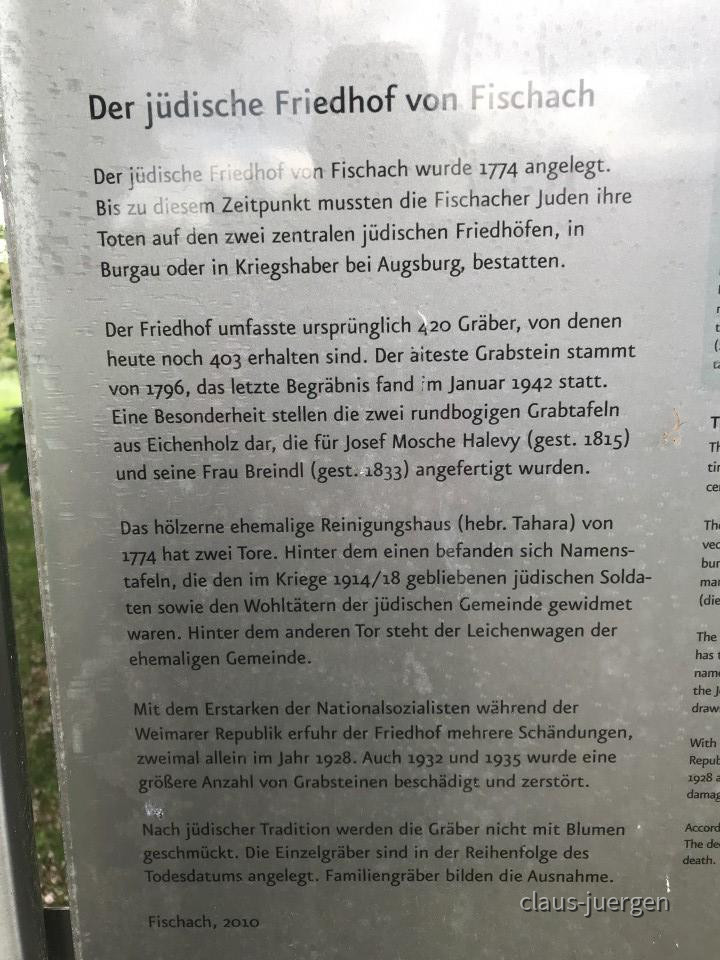 Der jüdische Friedhof von Fischach
Der jüdische Friedhof von Fischach wurde 1774 angelegt.
Bis zu diesem Zeitpunkt mussten die Fischacher Juden ihre
Toten auf den zwei zentralen jüdischen Friedhöfen, in
Burgau oder in Kriegshaber bei Augsburg, bestatten.
Der Friedhof umfasste ursprünglich 420 Gräber, von denen
heute noch 403 erhalten sind. Der älteste Grabstein stammt
von 1796, das letzte Begräbnis fand im Januar 1942 statt.
Eine Besonderheit stellen die zwei rundbogigen Grabtafeln
aus Eichenholz dar, die für Josef Mosche Halevy (gest. 1815)
und seine Frau Breindl (gest. 1833) angefertigt wurden.
Das hölzerne ehemalige Reinigungshaus (hebr. Tahara) von
1774 hat zwei Tore. Hinter dem einen befanden sich Namens-
tafeln, die den im Kriege 1914/18 gebliebenen jüdischen Solda-
ten sowie den Wohltätern der jüdischen Gemeinde gewidmet
waren. Hinter dem anderen Tor steht der Leichenwagen der
ehemaligen Gemeinde.
Mit dem Erstarken der Nationalsozialisten während der
Weimarer Republik erfuhr der Friedhof mehrere Schändungen,
zweimal allein im Jahr 1928. Auch 1932 und 1935 wurde eine
größere Anzahl von Grabsteinen beschädigt und zerstört.
Nach jüdischer Tradition werden die Gräber nicht mit Blumen
geschmückt. Die Einzelgräber sind in der Reihenfolge des
Todesdatums angelegt. Familiengräber bilden die Ausnahme.
Fischach, 2010
The
has
the J
With
1928 a
death.
claus-juergen